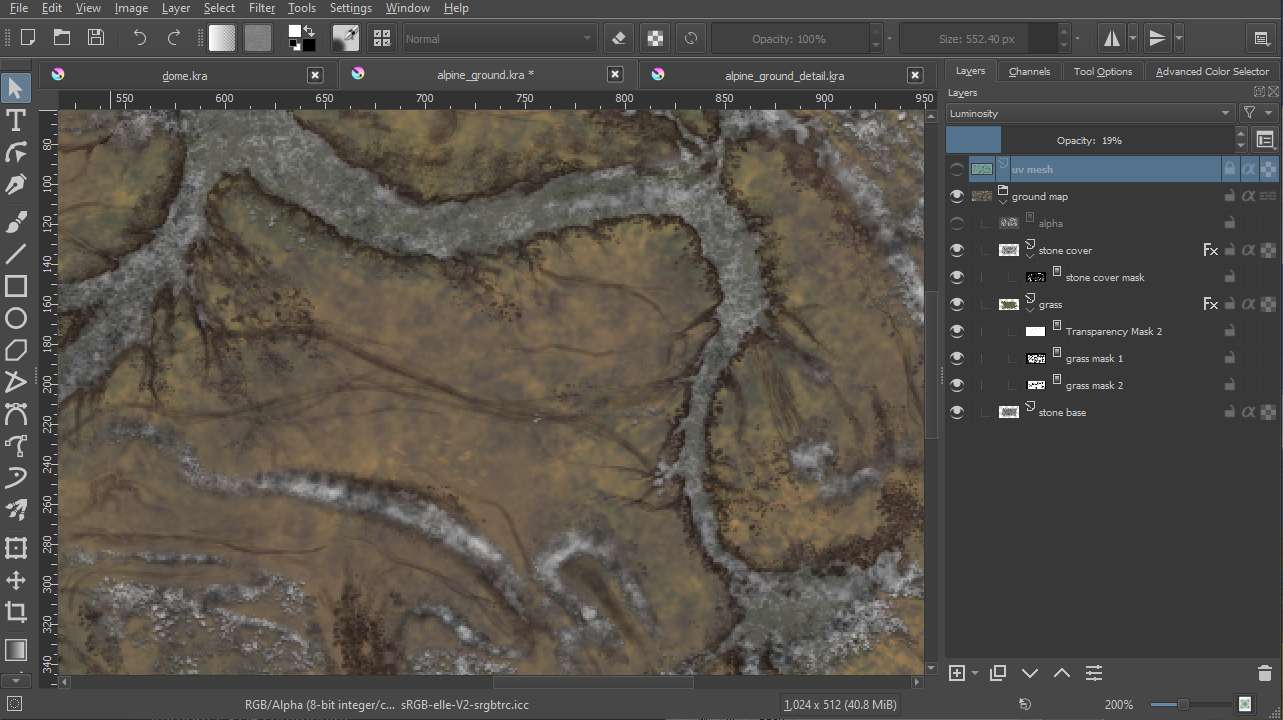 File Edit View Image Layer Select Filter Tools Settings Window Help
Normal Opacity: 100% Size: 552.40 px
dome.kra alpine_ground.kra * alpine_ground_detail.kra
Layers Channels Tool Options Advanced Color Selector
Layers
550 600 650 700 750 800 850 900 950
Luminosity
Opacity: 19%
uv mesh
ground map
alpha
stone cover Fx
stone cover mask
grass Fx
Transparency Mask 2
grass mask 1
grass mask 2
stone base
80
100
120
140
160
180
200
220
240
260
280
300
320
340
RGB/Alpha (8-bit integer/c... sRGB-elle-V2-srgbtrc.icc 1,024 x 512 (40.8 MiB) 200%